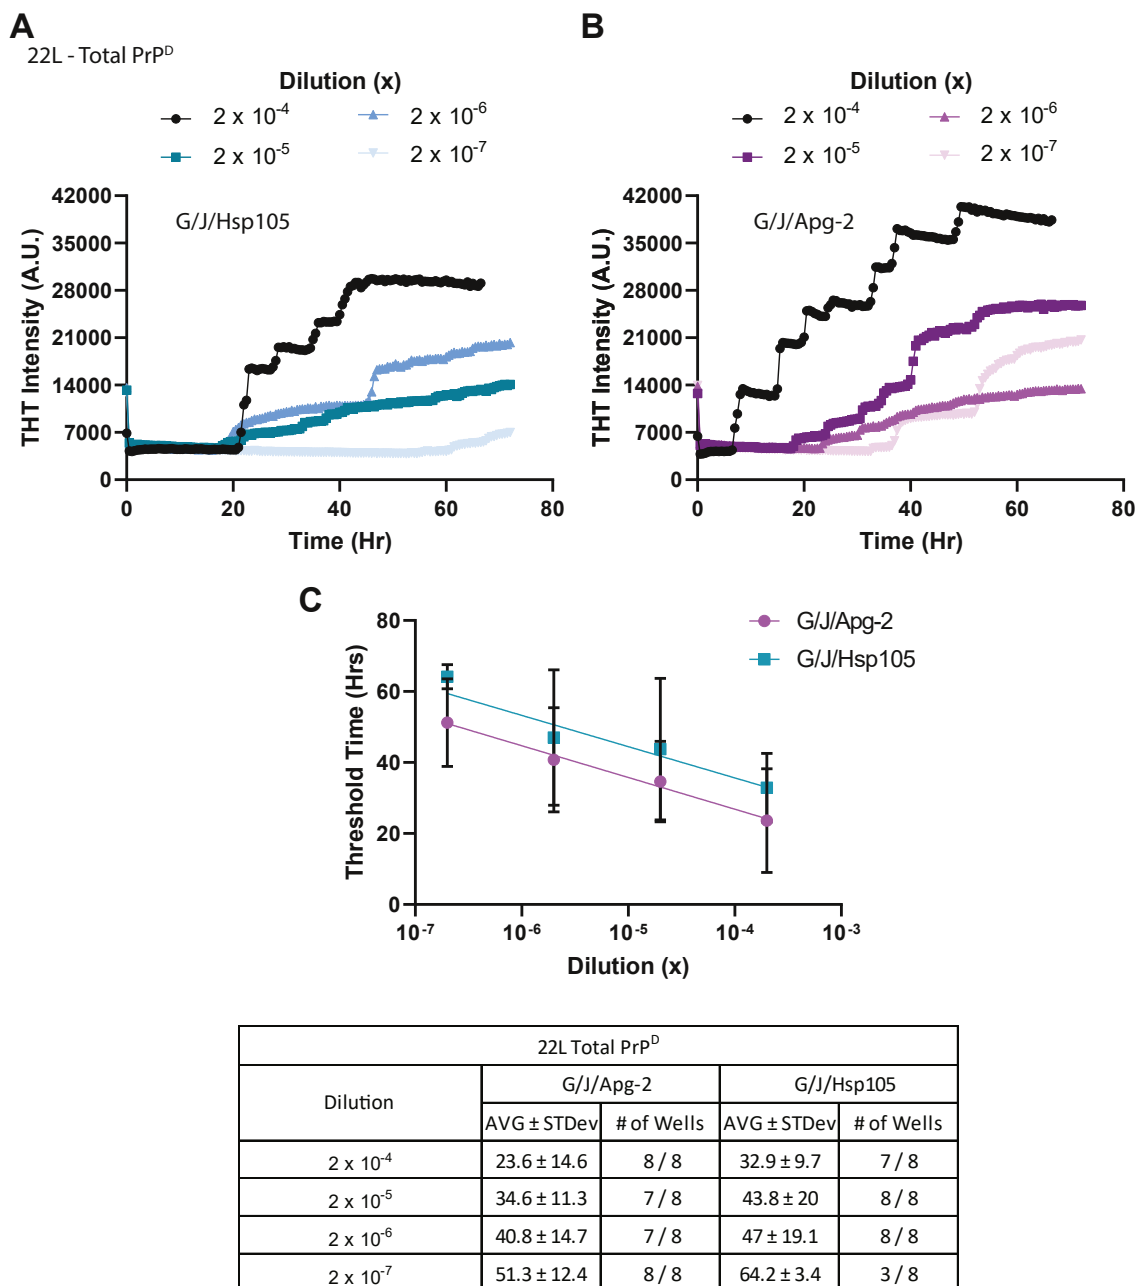 A
B
22L - Total PrP^D
Dilution (x)
2 x 10^-4
2 x 10^-6
2 x 10^-5
2 x 10^-7
Dilution (x)
2 x 10^-4
2 x 10^-6
2 x 10^-5
2 x 10^-7
THT Intensity (A.U.)
42000
35000
28000
21000
14000
7000
0
G/J/Hsp105
0 20 40 60 80
Time (Hr)
THT Intensity (A.U.)
42000
35000
28000
21000
14000
7000
0
G/J/Apg-2
0 20 40 60 80
Time (Hr)
C
G/J/Apg-2
G/J/Hsp105
Threshold Time (Hrs)
80
60
40
20
0
10^-7 10^-6 10^-5 10^-4 10^-3
Dilution (x)
22L Total PrP^D
Dilution G/J/Apg-2 G/J/Hsp105
AVG ± STDev # of Wells AVG ± STDev # of Wells
2 x 10^-4 23.6 ± 14.6 8 / 8 32.9 ± 9.7 7 / 8
2 x 10^-5 34.6 ± 11.3 7 / 8 43.8 ± 20 8 / 8
2 x 10^-6 40.8 ± 14.7 7 / 8 47 ± 19.1 8 / 8
2 x 10^-7 51.3 ± 12.4 8 / 8 64.2 ± 3.4 3 / 8